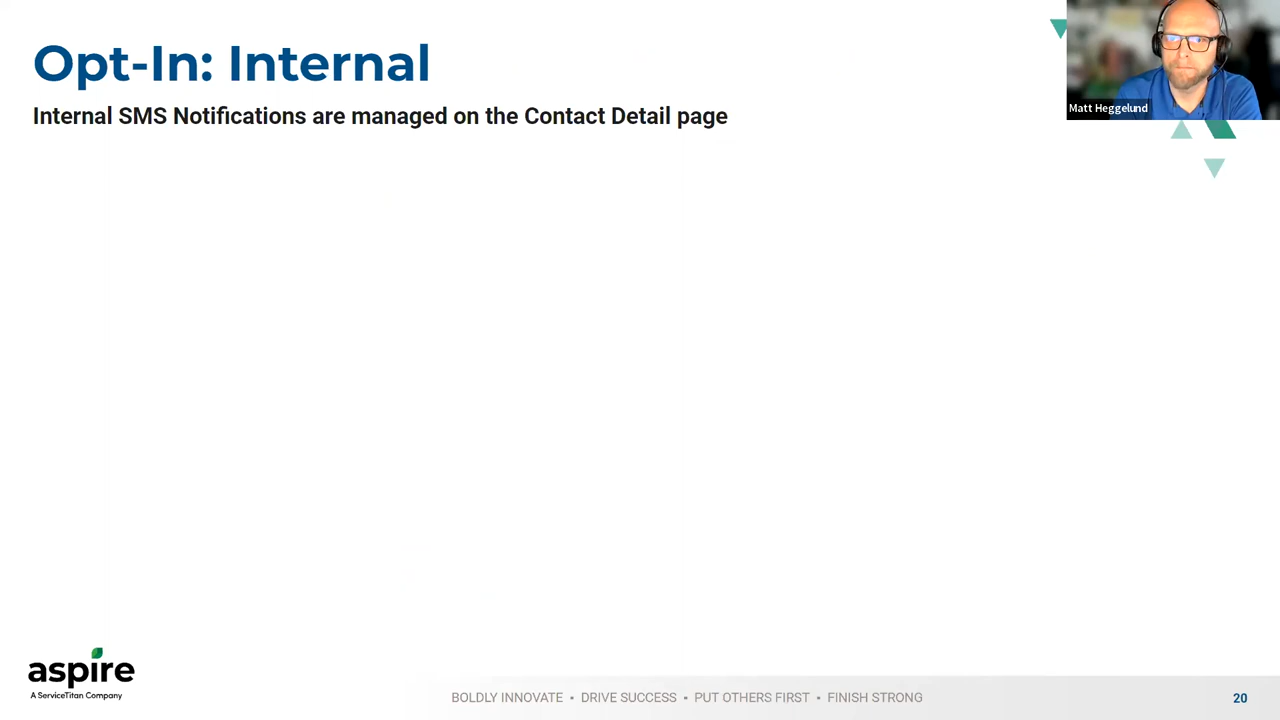 Opt-In: Internal
Internal SMS Notifications are managed on the Contact Detail page
Matt Heggelund
aspire
A ServiceTitan Company
BOLDLY INNOVATE • DRIVE SUCCESS • PUT OTHERS FIRST • FINISH STRONG
20